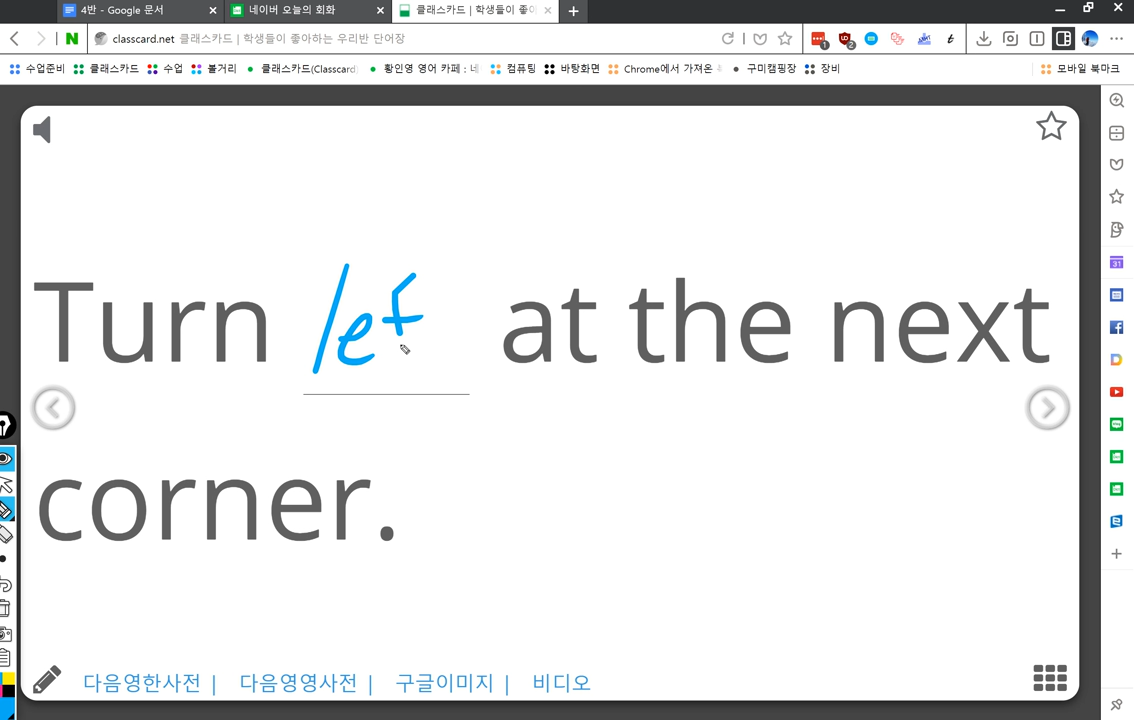 4반 - Google 문서
네이버 오늘의 회화
클래스카드 | 학생들이 좋아
classcard.net 클래스카드 | 학생들이 좋아하는 우리반 단어장
수업준비 클래스카드 수업 볼거리 클래스카드(Classcard 황인영 영어 카페 : 네 컴퓨팅 바탕화면 Chrome에서 가져온 구미캠핑장 장비 모바일 북마크
Turn lef at the next
corner.
다음영한사전 | 다음영영사전 | 구글이미지 | 비디오